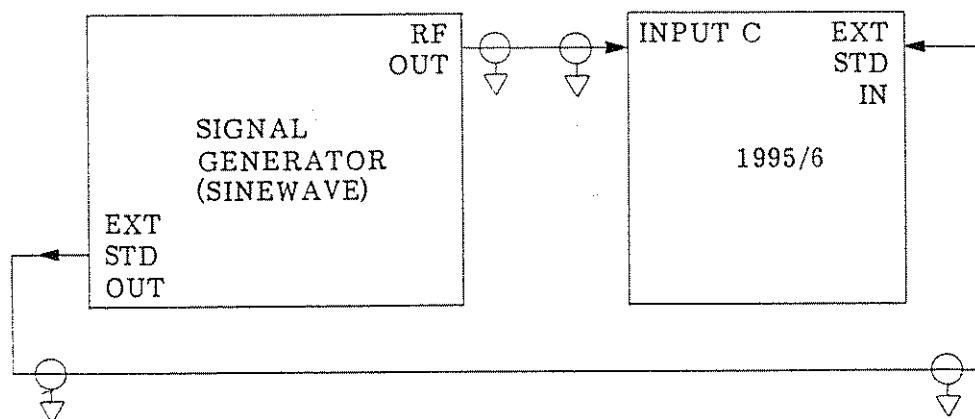 RF
OUT
SIGNAL
GENERATOR
(SINEWAVE)
EXT
STD
OUT
INPUT C
EXT
STD
IN
1995/6